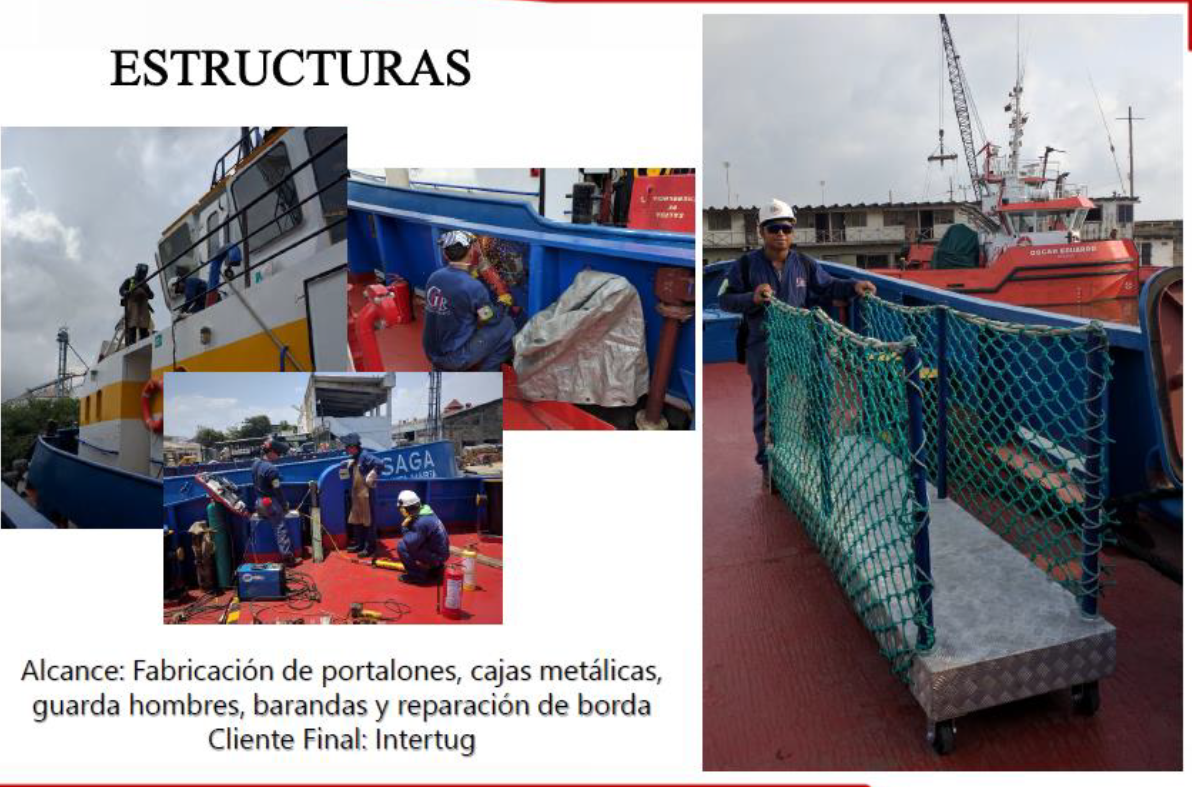 ESTRUCTURAS
SAGA
OSCAR EDUARDO
Alcance: Fabricación de portalones, cajas metálicas,
guarda hombres, barandas y reparación de borda
Cliente Final: Intertug